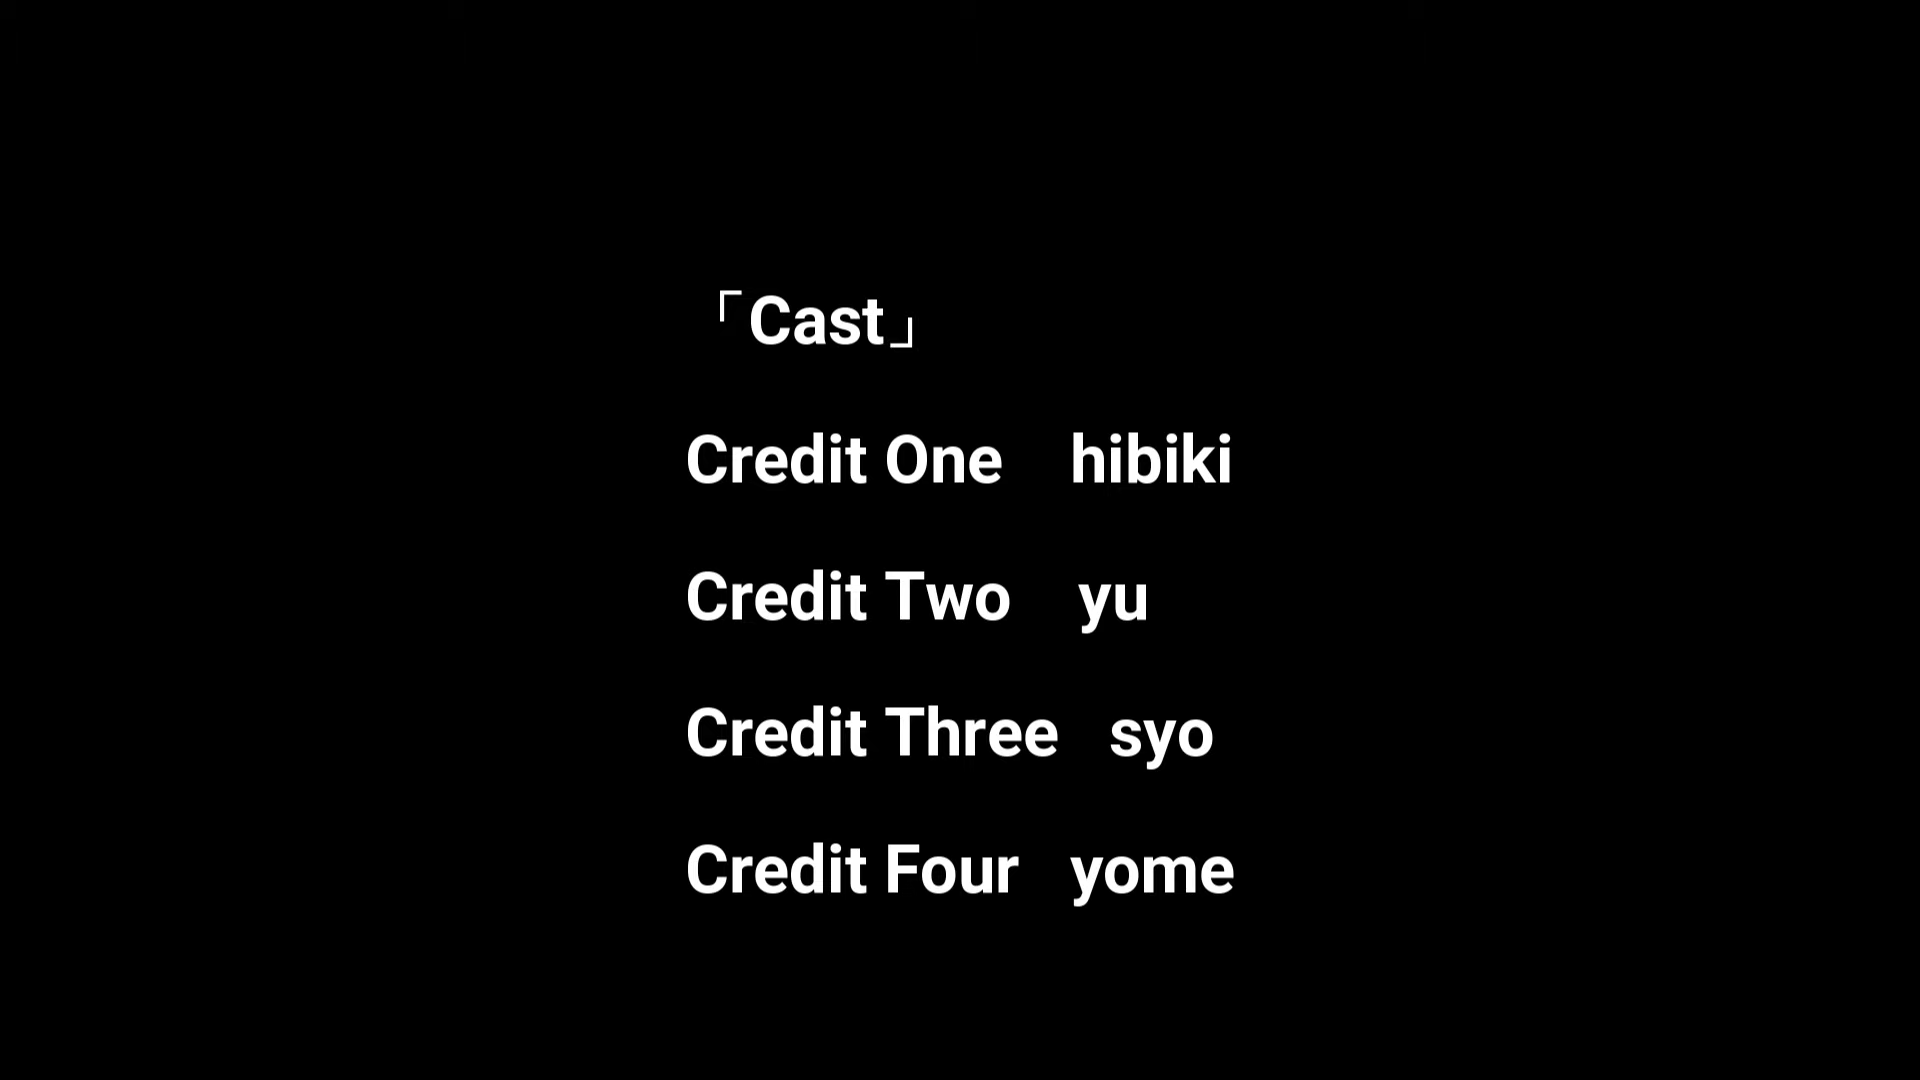 「Cast」
Credit One    hibiki
Credit Two    yu
Credit Three   syo
Credit Four   yome